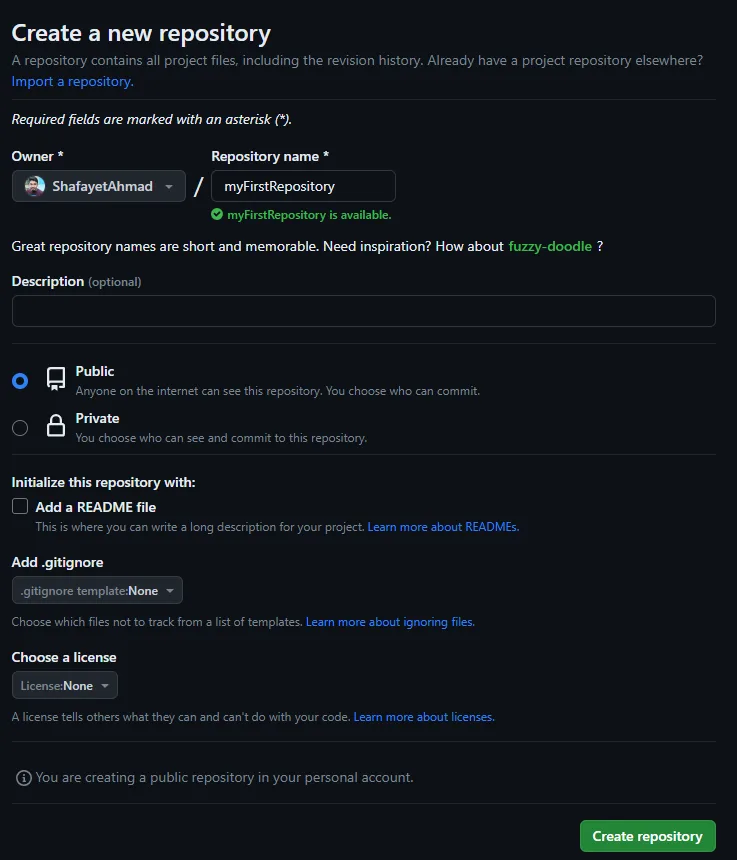 Create a new repository
A repository contains all project files, including the revision history. Already have a project repository elsewhere?
Import a repository.
Required fields are marked with an asterisk (*).
Owner * Repository name *
ShafayetAhmad / myFirstRepository
myFirstRepository is available.
Great repository names are short and memorable. Need inspiration? How about fuzzy-doodle ?
Description (optional)
Public
Anyone on the internet can see this repository. You choose who can commit.
Private
You choose who can see and commit to this repository.
Initialize this repository with:
Add a README file
This is where you can write a long description for your project. Learn more about READMEs.
Add .gitignore
.gitignore template:None
Choose which files not to track from a list of templates. Learn more about ignoring files.
Choose a license
License:None
A license tells others what they can and can't do with your code. Learn more about licenses.
You are creating a public repository in your personal account.
Create repository